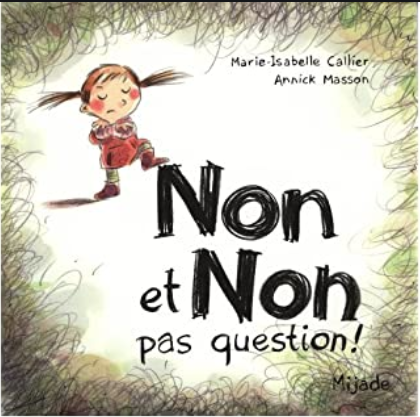 Marie-Isabelle Callier
Annick Masson
Non
et Non
pas question!
Mijade